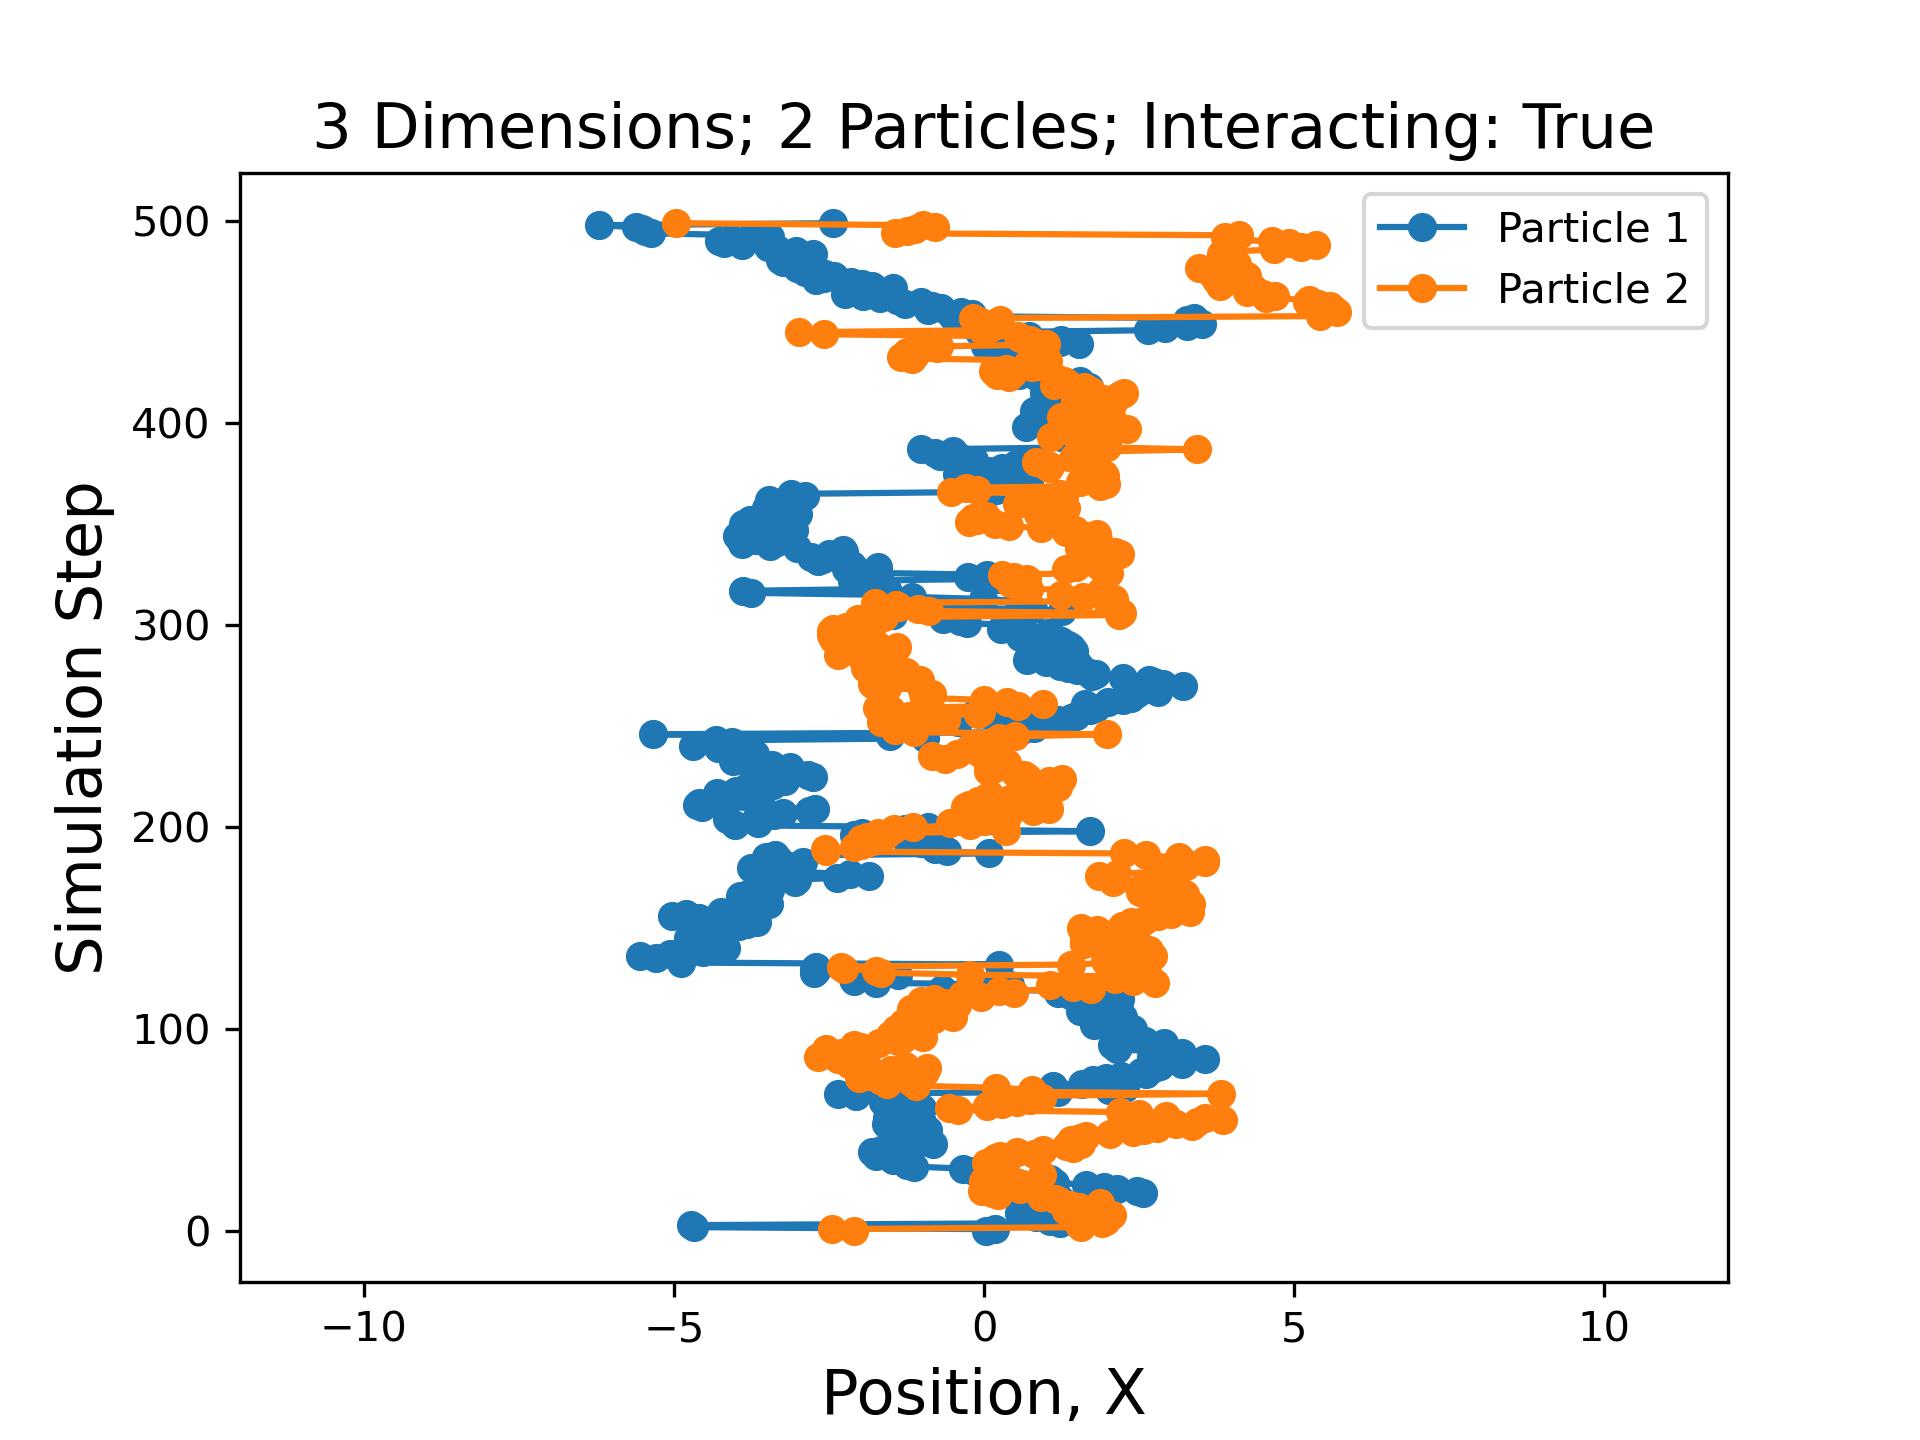 3 Dimensions; 2 Particles; Interacting: True
Particle 1
Particle 2
Simulation Step
500
400
300
200
100
0
−10
−5
0
5
10
Position, X